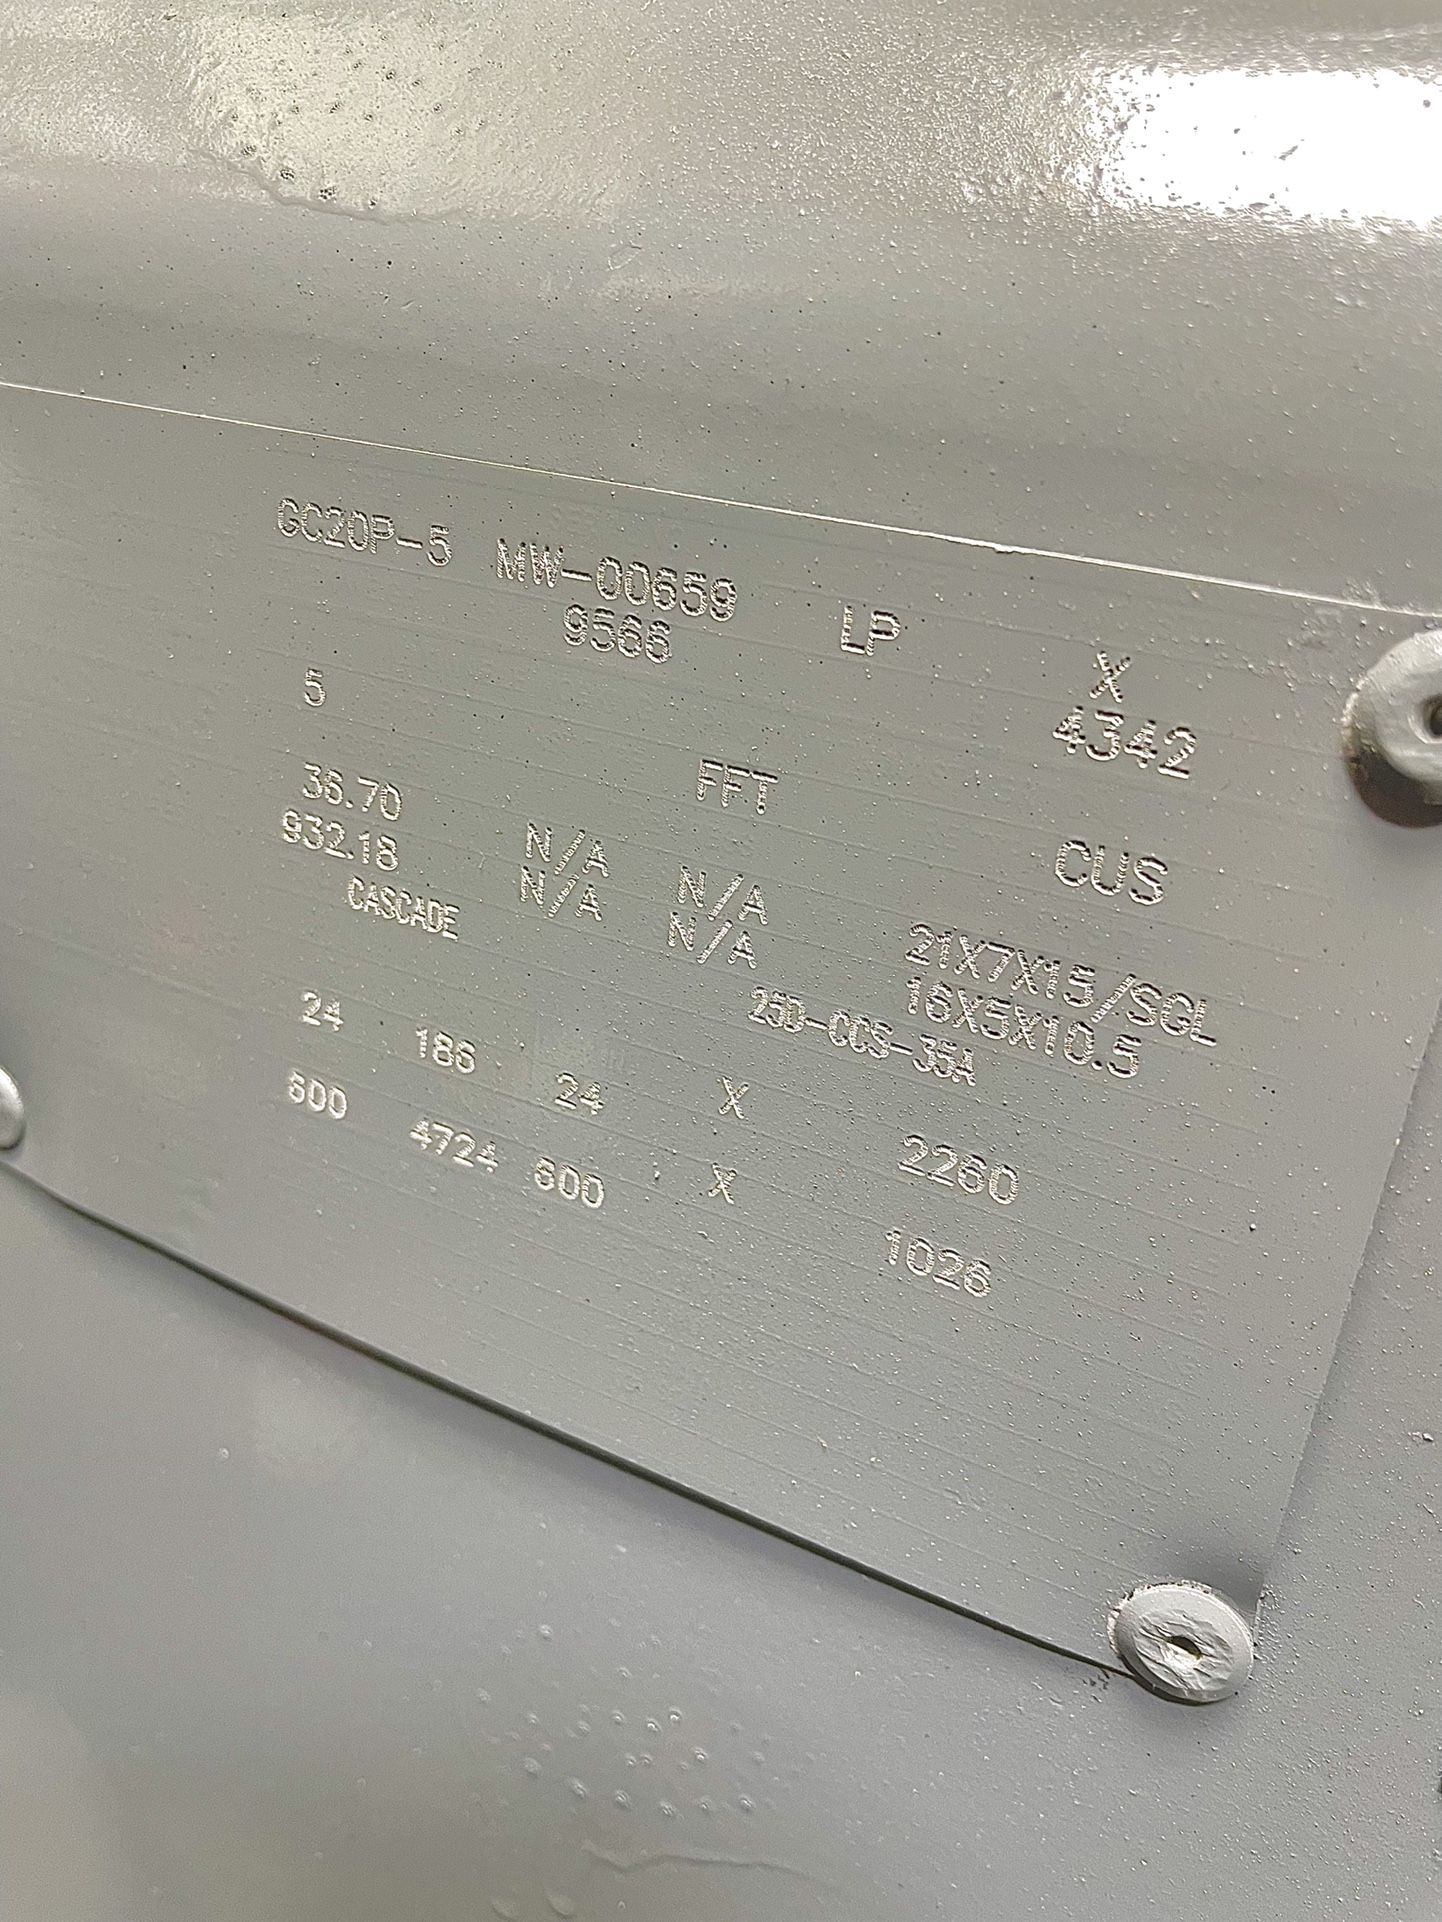 GC20P-5 MW-00659 LP X
9566 4342
5 FFT CUS
36.70 N/A N/A 21X7X15/SGL
932.18 N/A N/A 16X5X10.5
CASCADE 25D-CCS-35A
24 186 24 X 2260
600 4724 600 X 1026